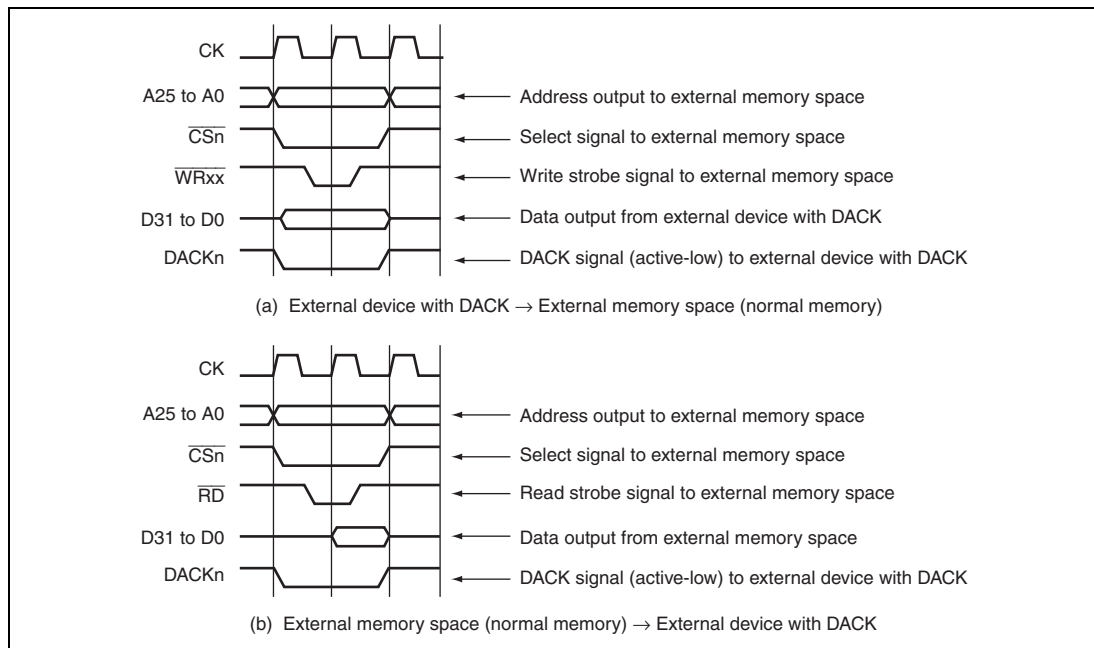 CK
A25 to A0 Address output to external memory space
CSn Select signal to external memory space
WRxx Write strobe signal to external memory space
D31 to D0 Data output from external device with DACK
DACKn DACK signal (active-low) to external device with DACK
(a) External device with DACK → External memory space (normal memory)
CK
A25 to A0 Address output to external memory space
CSn Select signal to external memory space
RD Read strobe signal to external memory space
D31 to D0 Data output from external memory space
DACKn DACK signal (active-low) to external device with DACK
(b) External memory space (normal memory) → External device with DACK